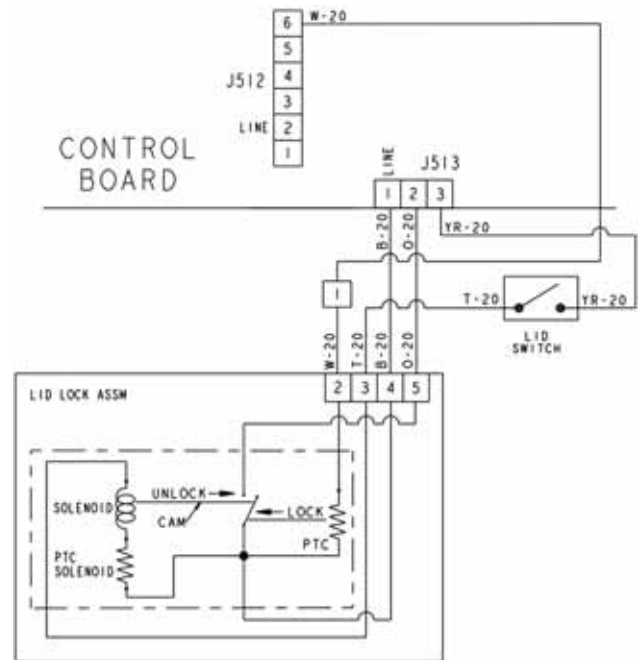 6
W-20
5
4
J512
3
LINE 2
1
CONTROL
BOARD
LINE
J513
1 2 3
B-20
O-20
YR-20
1
T-20
YR-20
LID
SWITCH
W-20
T-20
B-20
O-20
LID LOCK ASSM
2 3 4 5
UNLOCK
SOLENOID
LOCK
CAM
PTC
PTC
SOLENOID